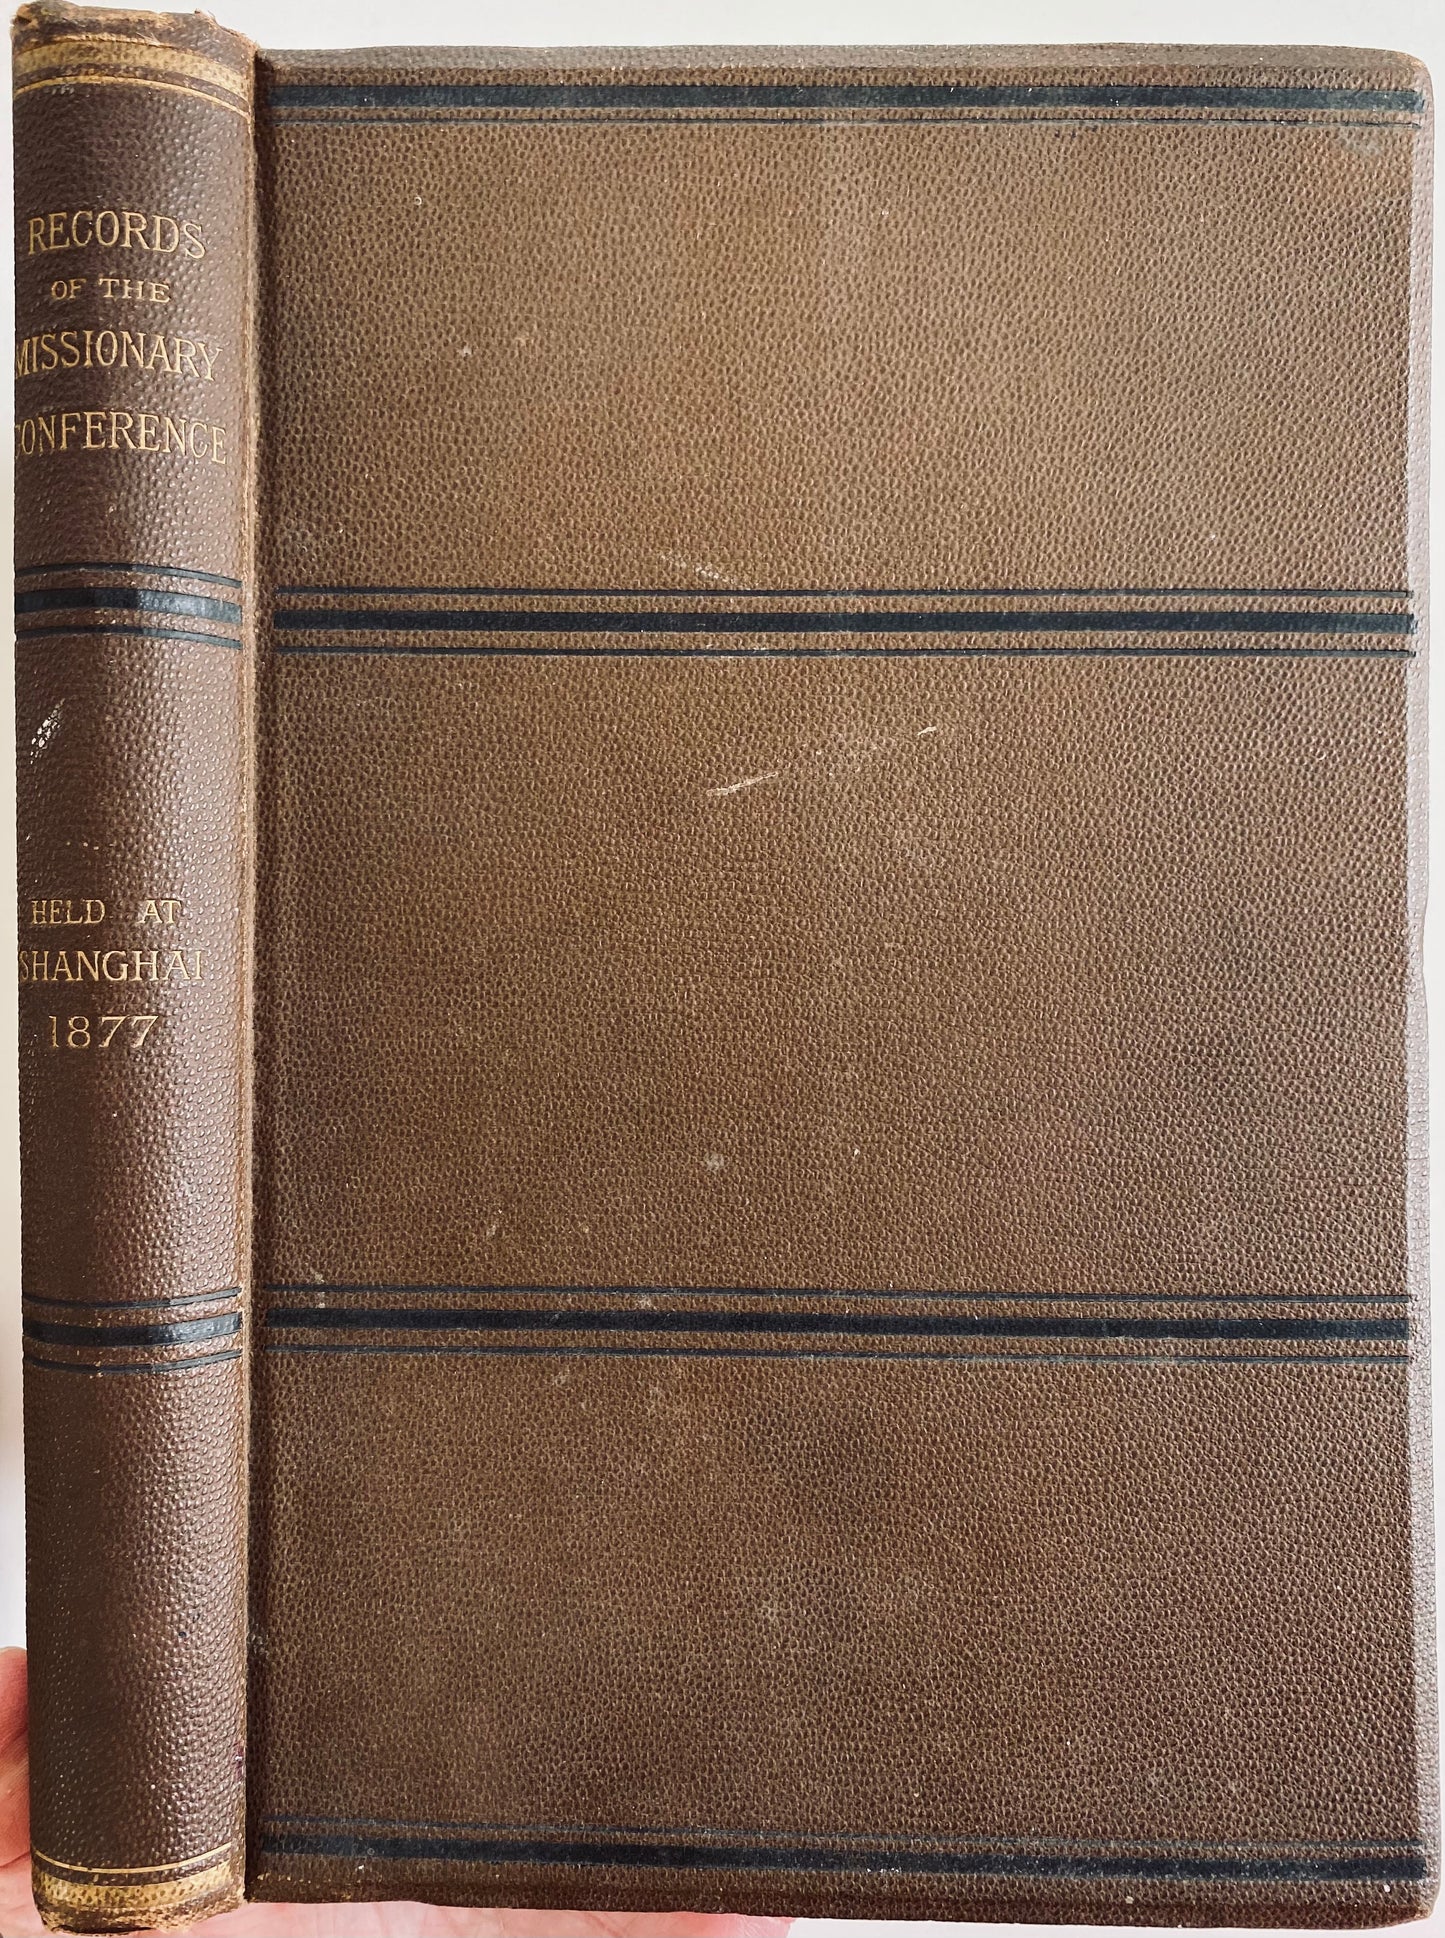 RECORDS
OF THE
MISSIONARY
CONFERENCE
HELD AT
SHANGHAI
1877